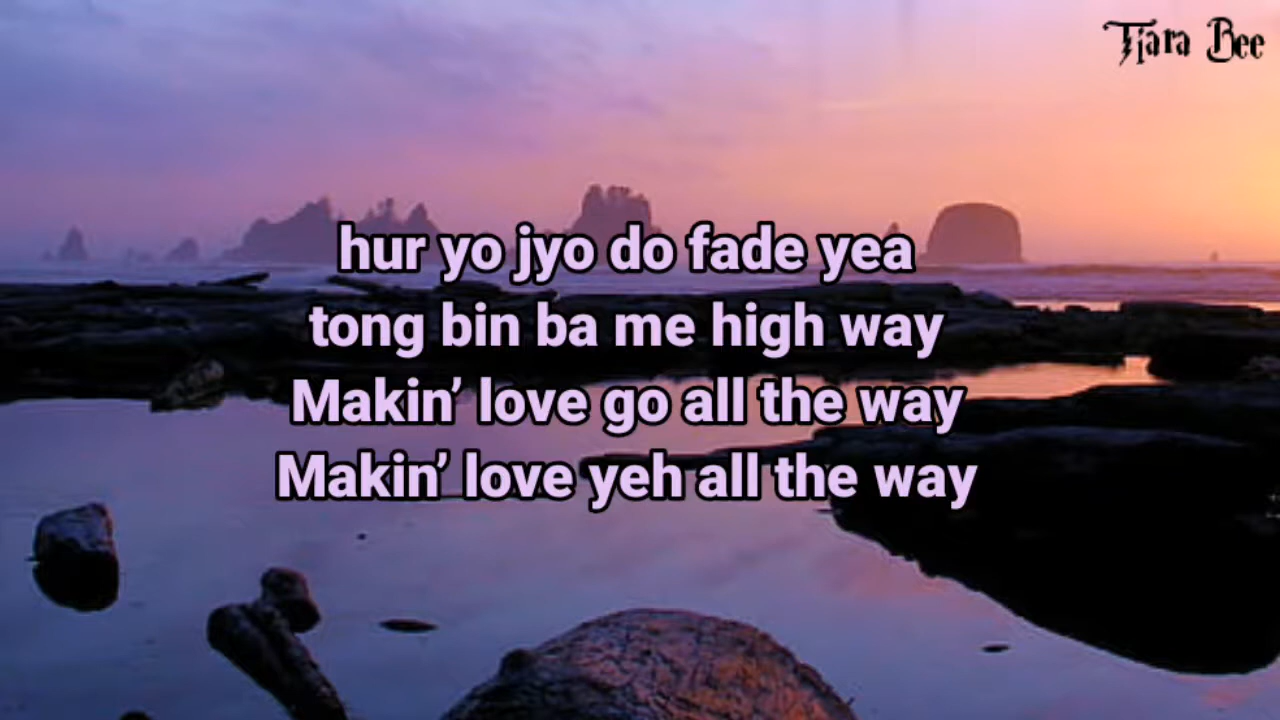 Tiara Bee
hur yo jyo do fade yea
tong bin ba me high way
Makin’ love go all the way
Makin’ love yeh all the way